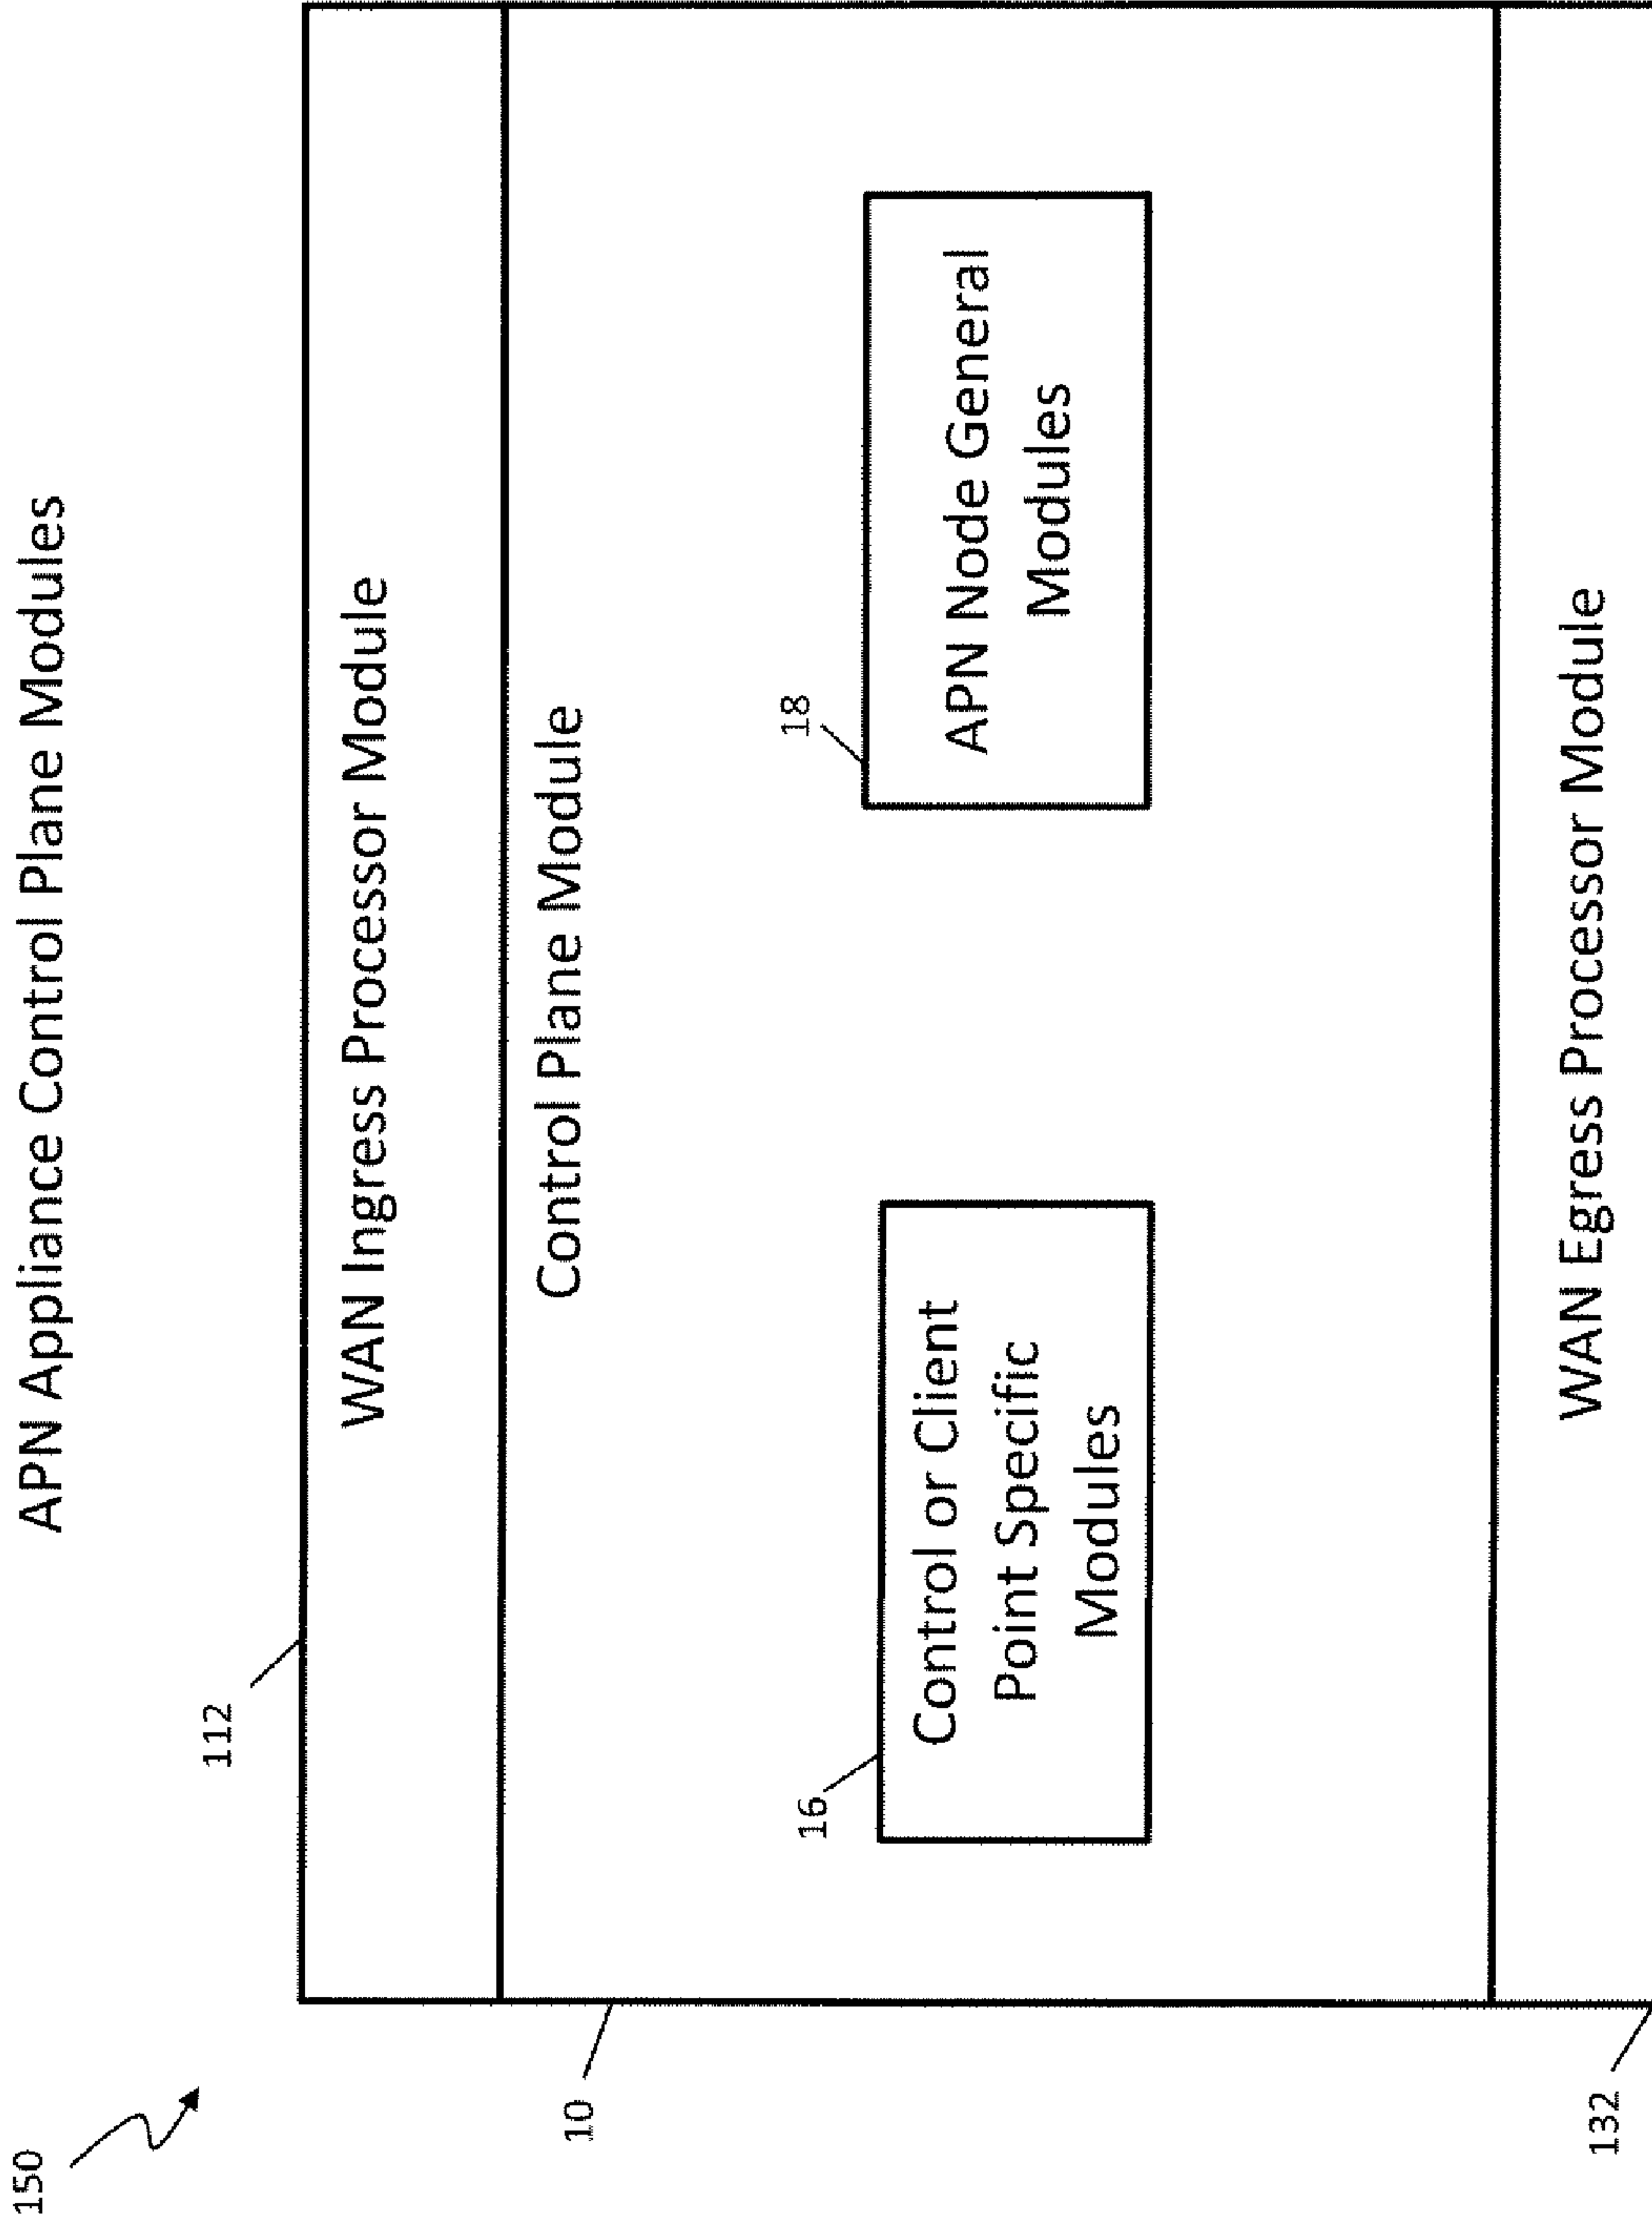 APN Appliance Control Plane Modules
150
112
WAN Ingress Processor Module
10
Control Plane Module
16
Control or Client
Point Specific
Modules
18
APN Node General
Modules
132
WAN Egress Processor Module